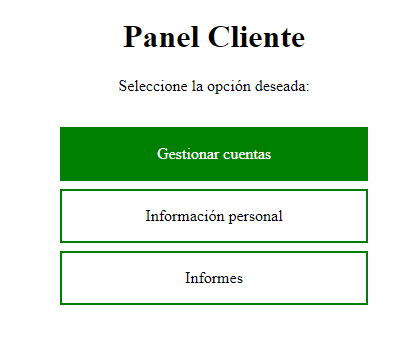 Panel Cliente
Seleccione la opción deseada:
Gestionar cuentas
Información personal
Informes